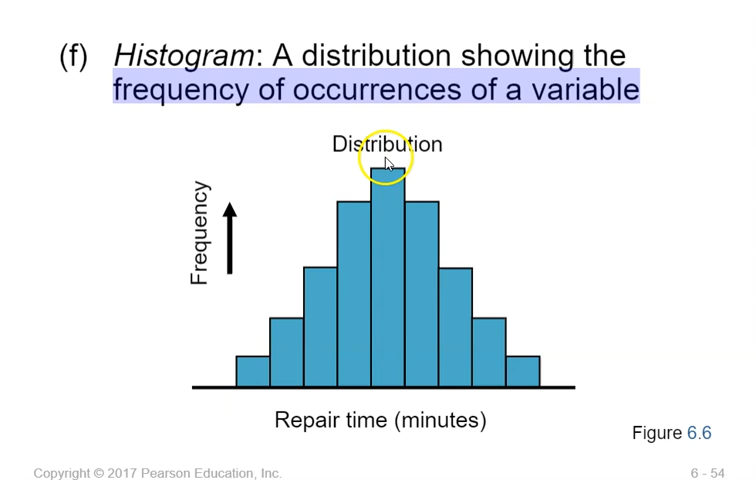 (f) Histogram: A distribution showing the
frequency of occurrences of a variable
Distribution
Frequency
Repair time (minutes)
Figure 6.6
Copyright © 2017 Pearson Education, Inc.
6 - 54